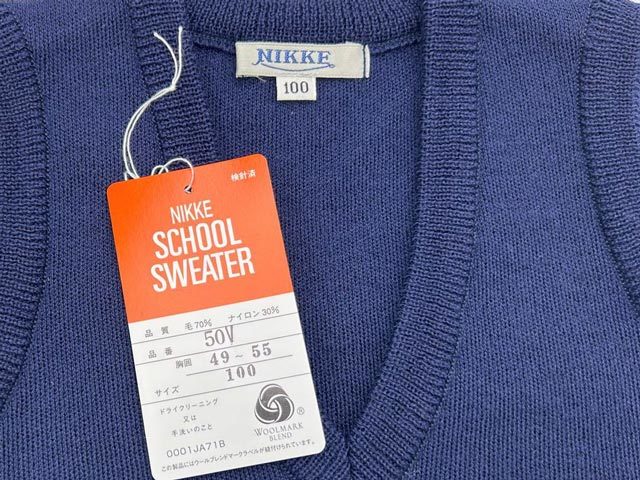 NIKKE
100
検針済
NIKKE
SCHOOL
SWEATER
品質 毛70% ナイロン30%
品番 50V
胸囲 49~55
サイズ 100
ドライクリーニング
又は
手洗いのこと
0001JA71B
WOOLMARK
BLEND
®
この製品にはウールブレンドマークラベルが縫付けられています。